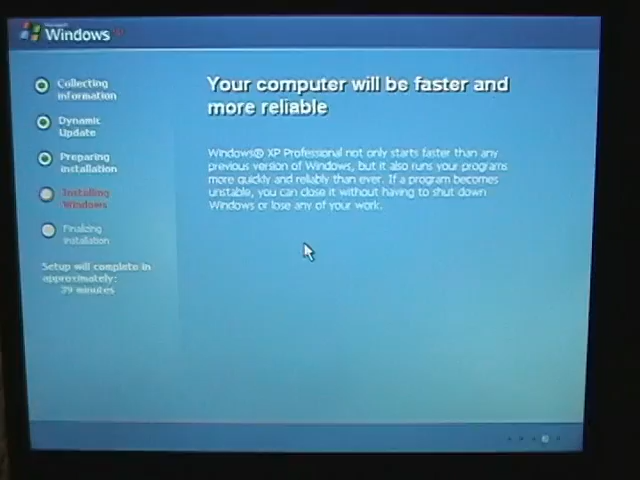 Microsoft
Windows xp
Collecting
information
Dynamic
Update
Preparing
installation
Installing
Windows
Finalizing
installation
Setup will complete in
approximately:
39 minutes
Your computer will be faster and
more reliable
Windows® XP Professional not only starts faster than any
previous version of Windows, but it also runs your programs
more quickly and reliably than ever. If a program becomes
unstable, you can close it without having to shut down
Windows or lose any of your work.